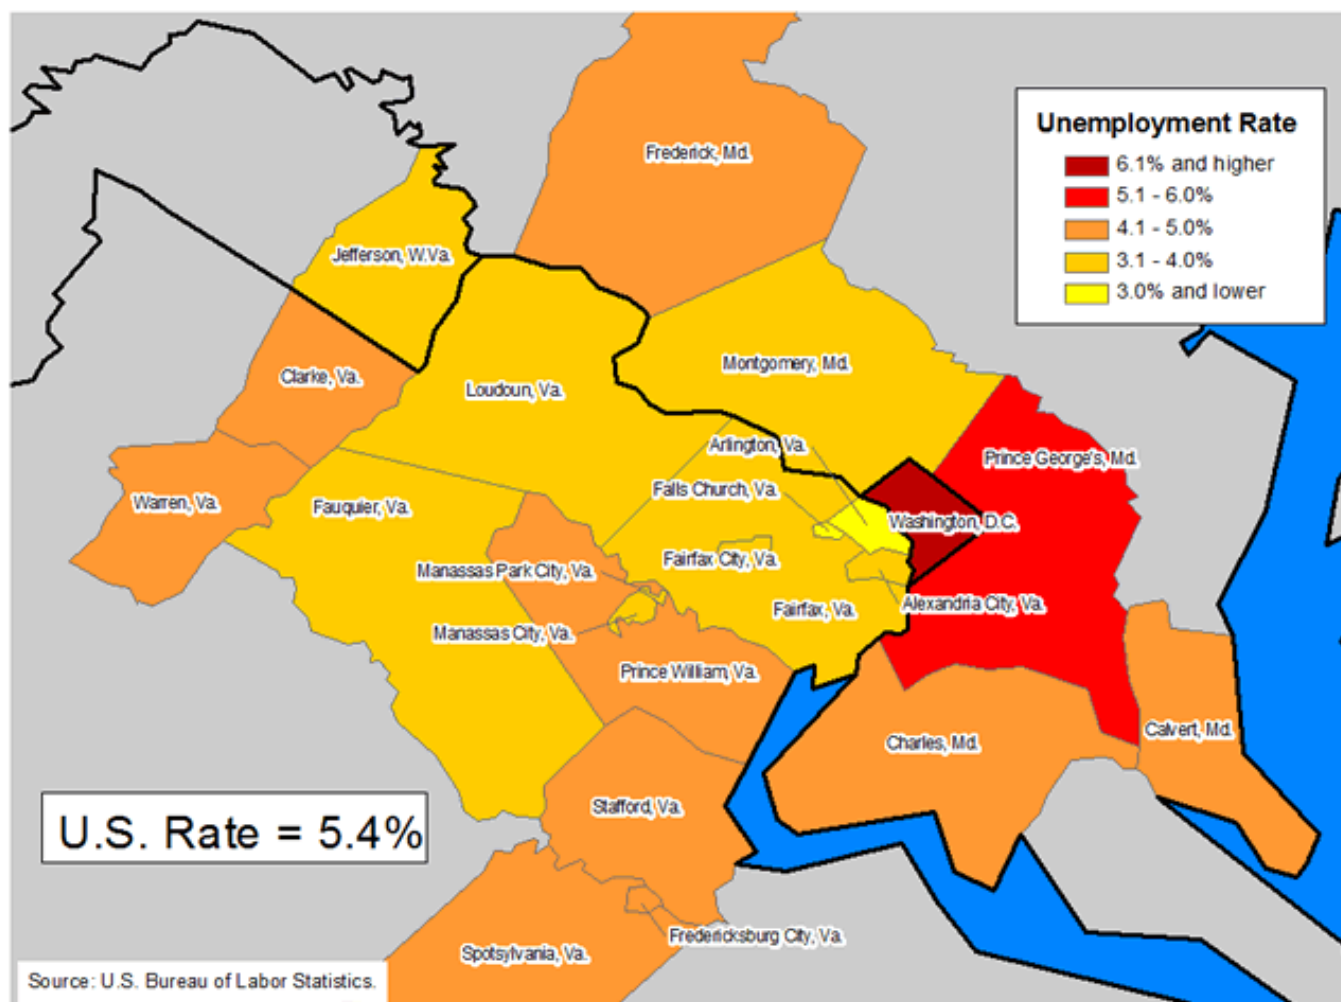 Unemployment Rate
6.1% and higher
5.1 - 6.0%
4.1 - 5.0%
3.1 - 4.0%
3.0% and lower
Frederick, Md.
Jefferson, W.Va.
Clarke, Va.
Loudoun, Va.
Montgomery, Md.
Arlington, Va.
Prince George's, Md.
Falls Church, Va.
Warren, Va.
Fauquier, Va.
Washington, D.C.
Fairfax City, Va.
Manassas Park City, Va.
Fairfax, Va.
Alexandria City, Va.
Manassas City, Va.
Prince William, Va.
Calvert, Md.
Charles, Md.
Stafford, Va.
U.S. Rate = 5.4%
Fredericksburg City, Va.
Spotsylvania, Va.
Source: U.S. Bureau of Labor Statistics.